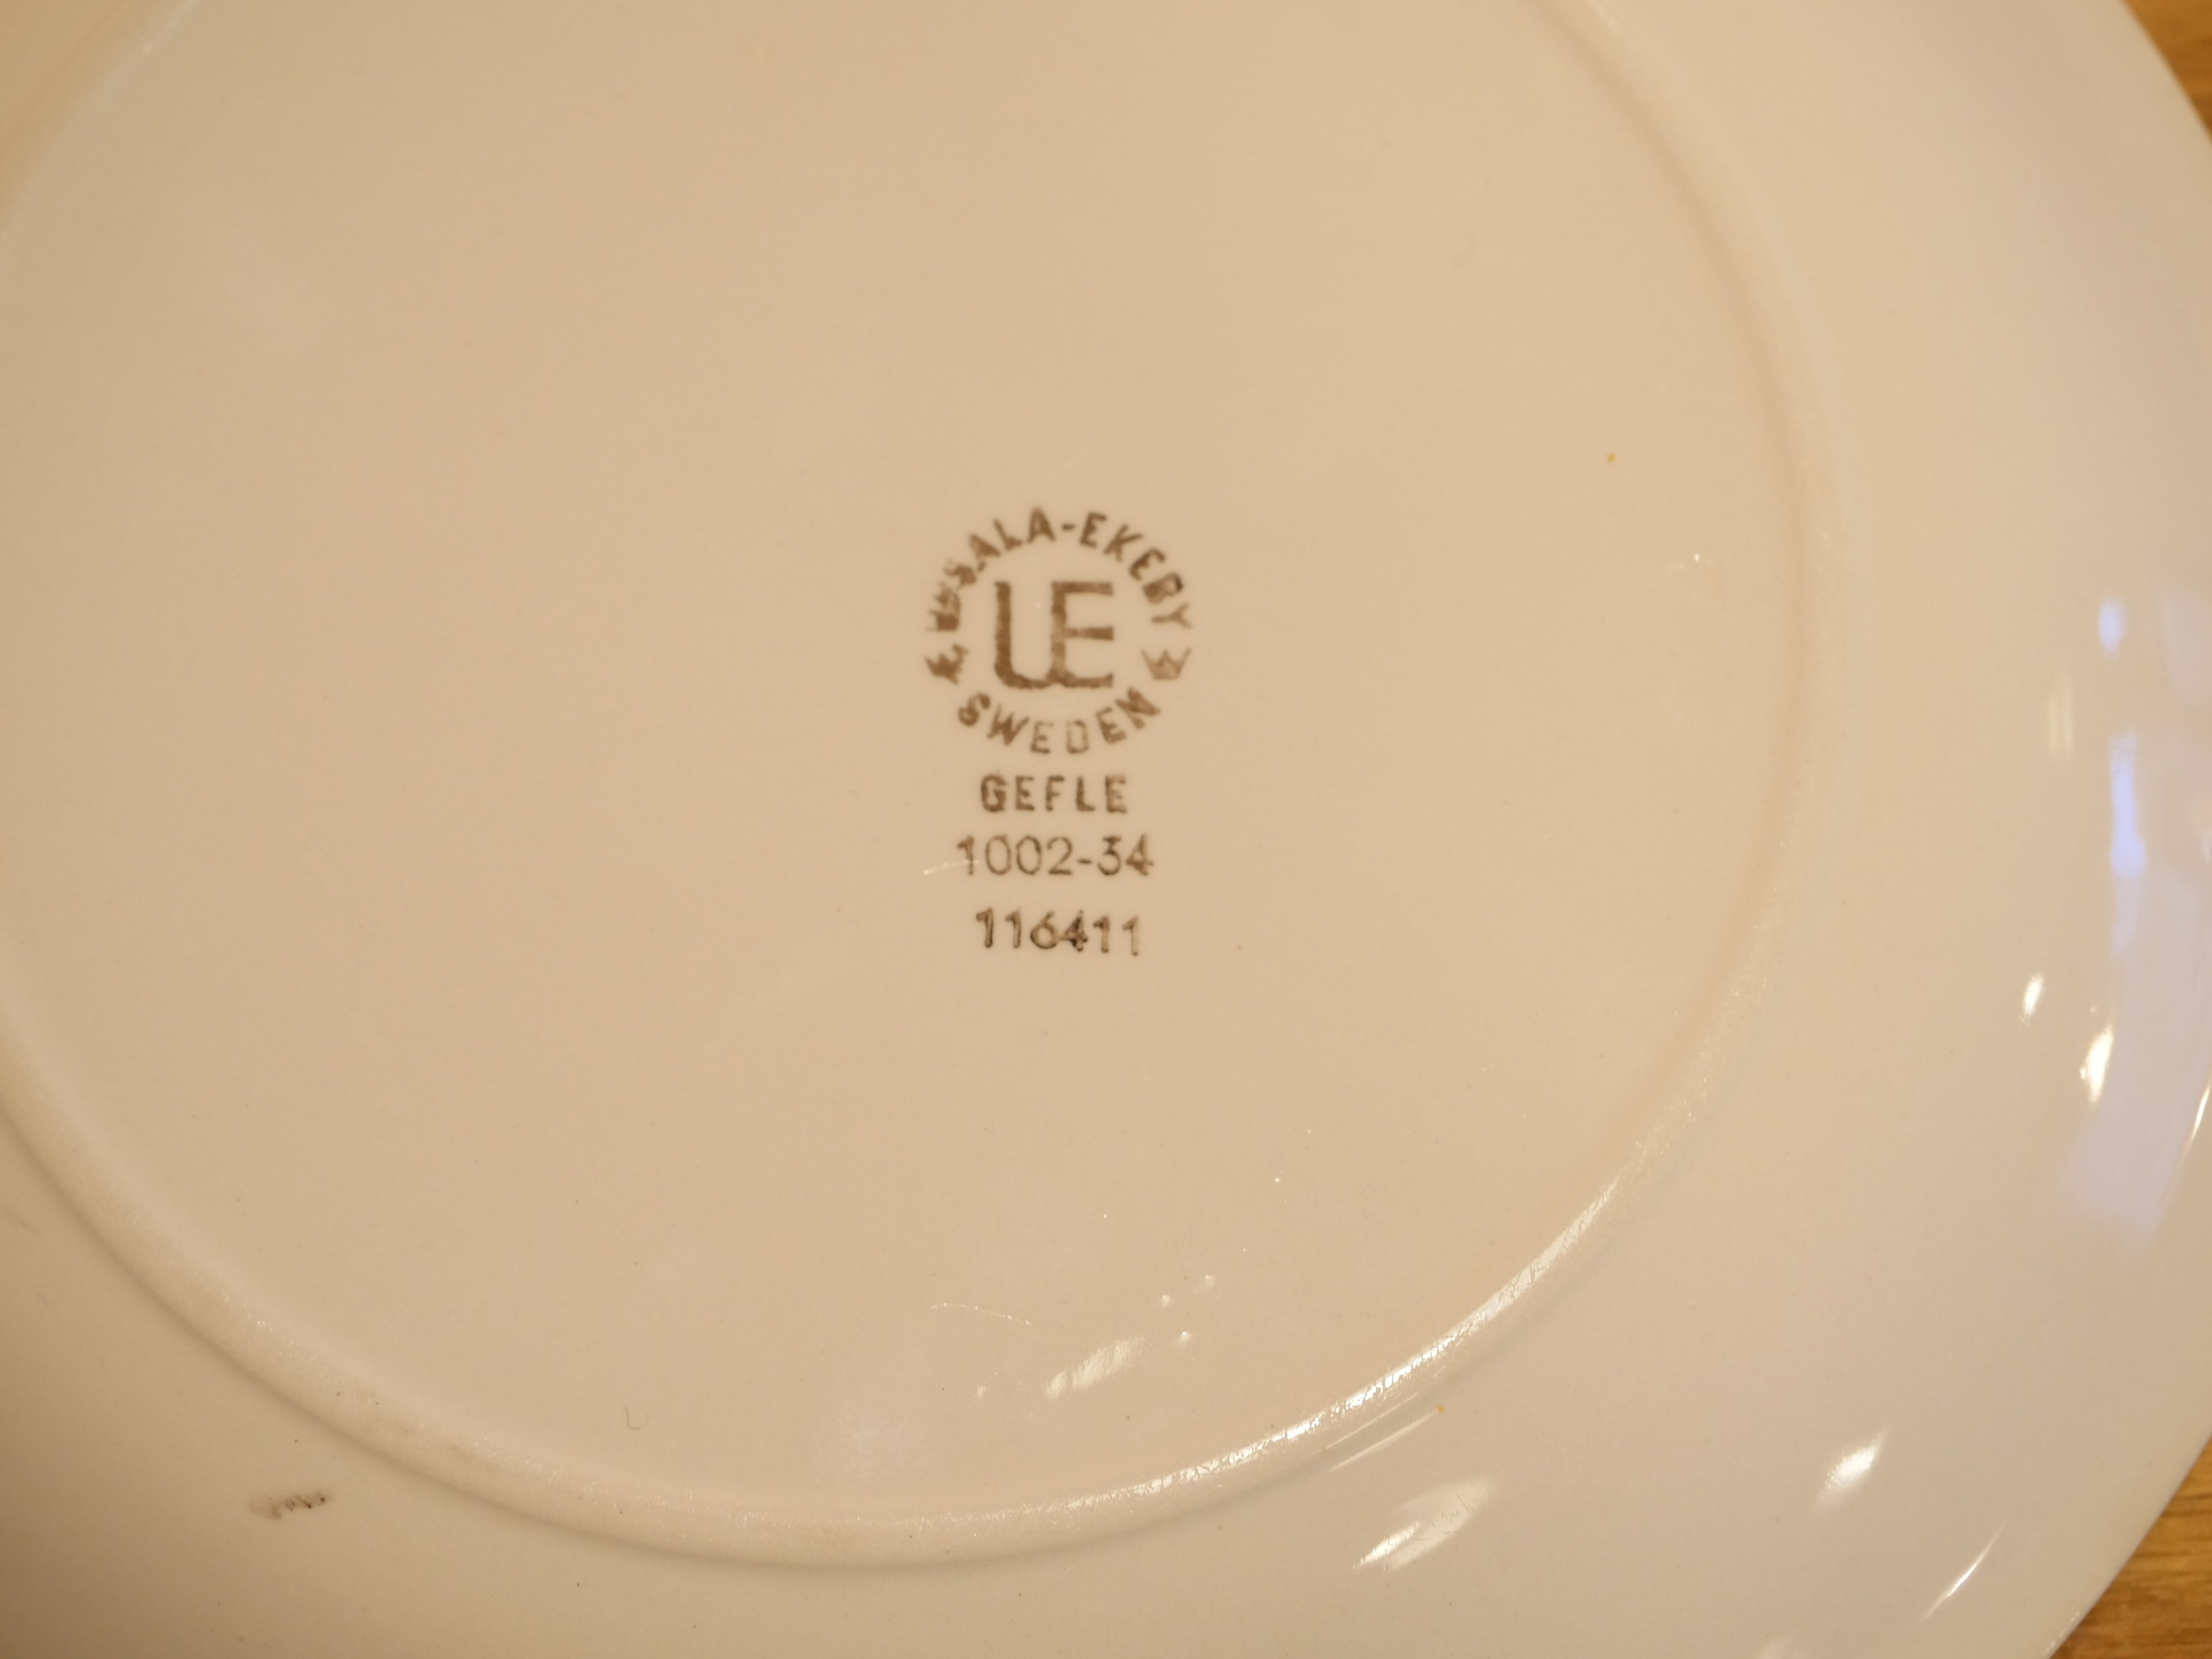 UPSALA-EKEBY
UE
SWEDEN
GEFLE
1002-34
116411